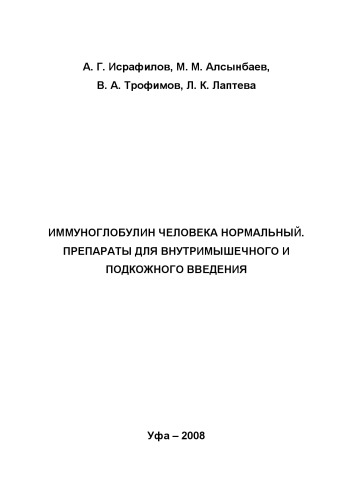 А. Г. Исрафилов, М. М. Алсынбаев,
В. А. Трофимов, Л. К. Лаптева
ИММУНОГЛОБУЛИН ЧЕЛОВЕКА НОРМАЛЬНЫЙ.
ПРЕПАРАТЫ ДЛЯ ВНУТРИМЫШЕЧНОГО И
ПОДКОЖНОГО ВВЕДЕНИЯ
Уфа – 2008